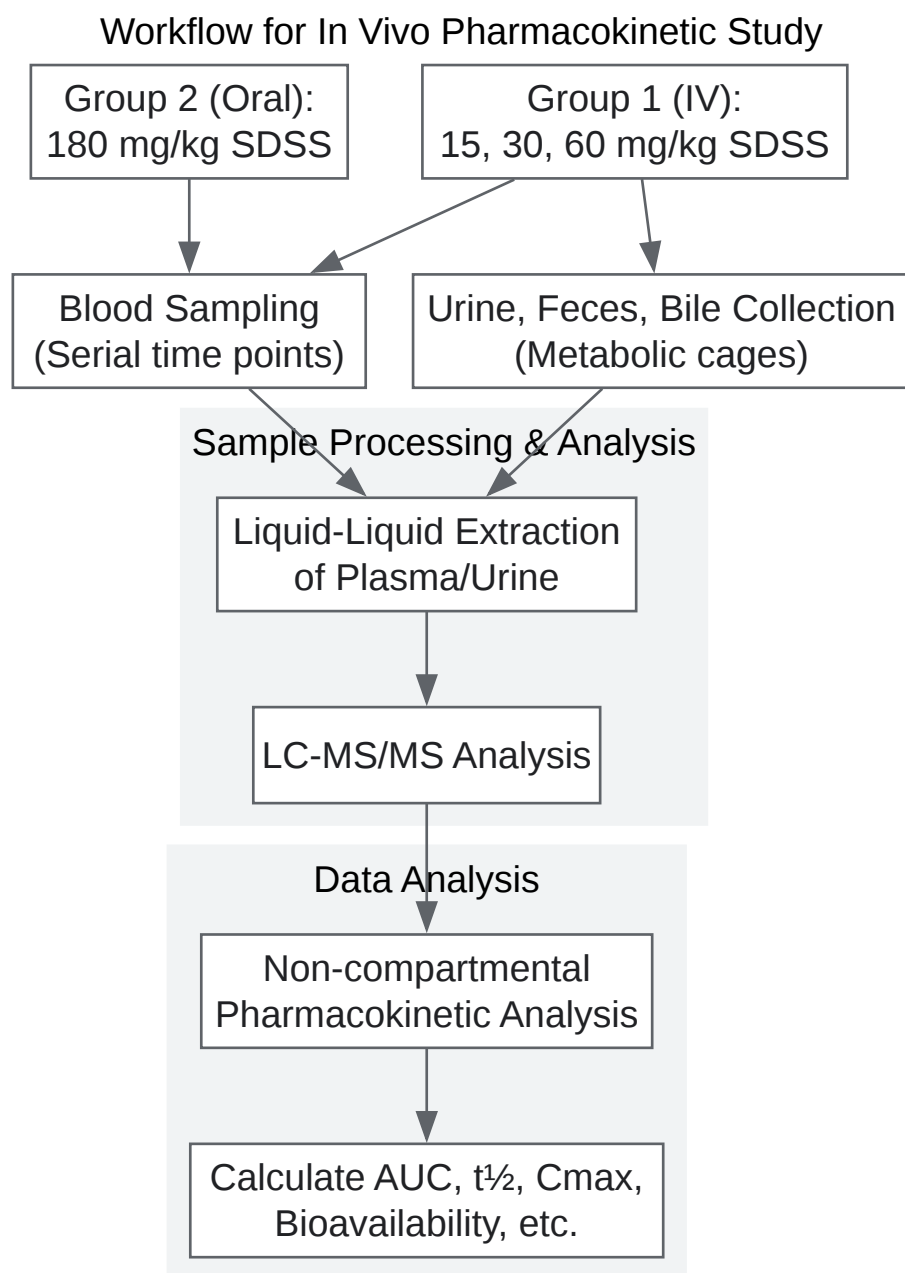 Workflow for In Vivo Pharmacokinetic Study
Group 2 (Oral):
180 mg/kg SDSS
Group 1 (IV):
15, 30, 60 mg/kg SDSS
Blood Sampling
(Serial time points)
Urine, Feces, Bile Collection
(Metabolic cages)
Sample Processing & Analysis
Liquid-Liquid Extraction
of Plasma/Urine
LC-MS/MS Analysis
Data Analysis
Non-compartmental
Pharmacokinetic Analysis
Calculate AUC, t½, Cmax,
Bioavailability, etc.